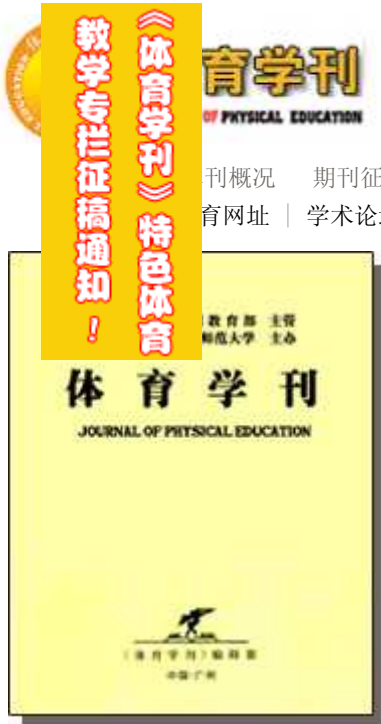 《体育学刊》特色体育
教学专栏征稿通知！
育学刊
OF PHYSICAL EDUCATION
刊概况 期刊征
育网址 | 学术论
教育部 主管
师范大学 主办
体育学刊
JOURNAL OF PHYSICAL EDUCATION
《体育学刊》编辑部
中国·广州